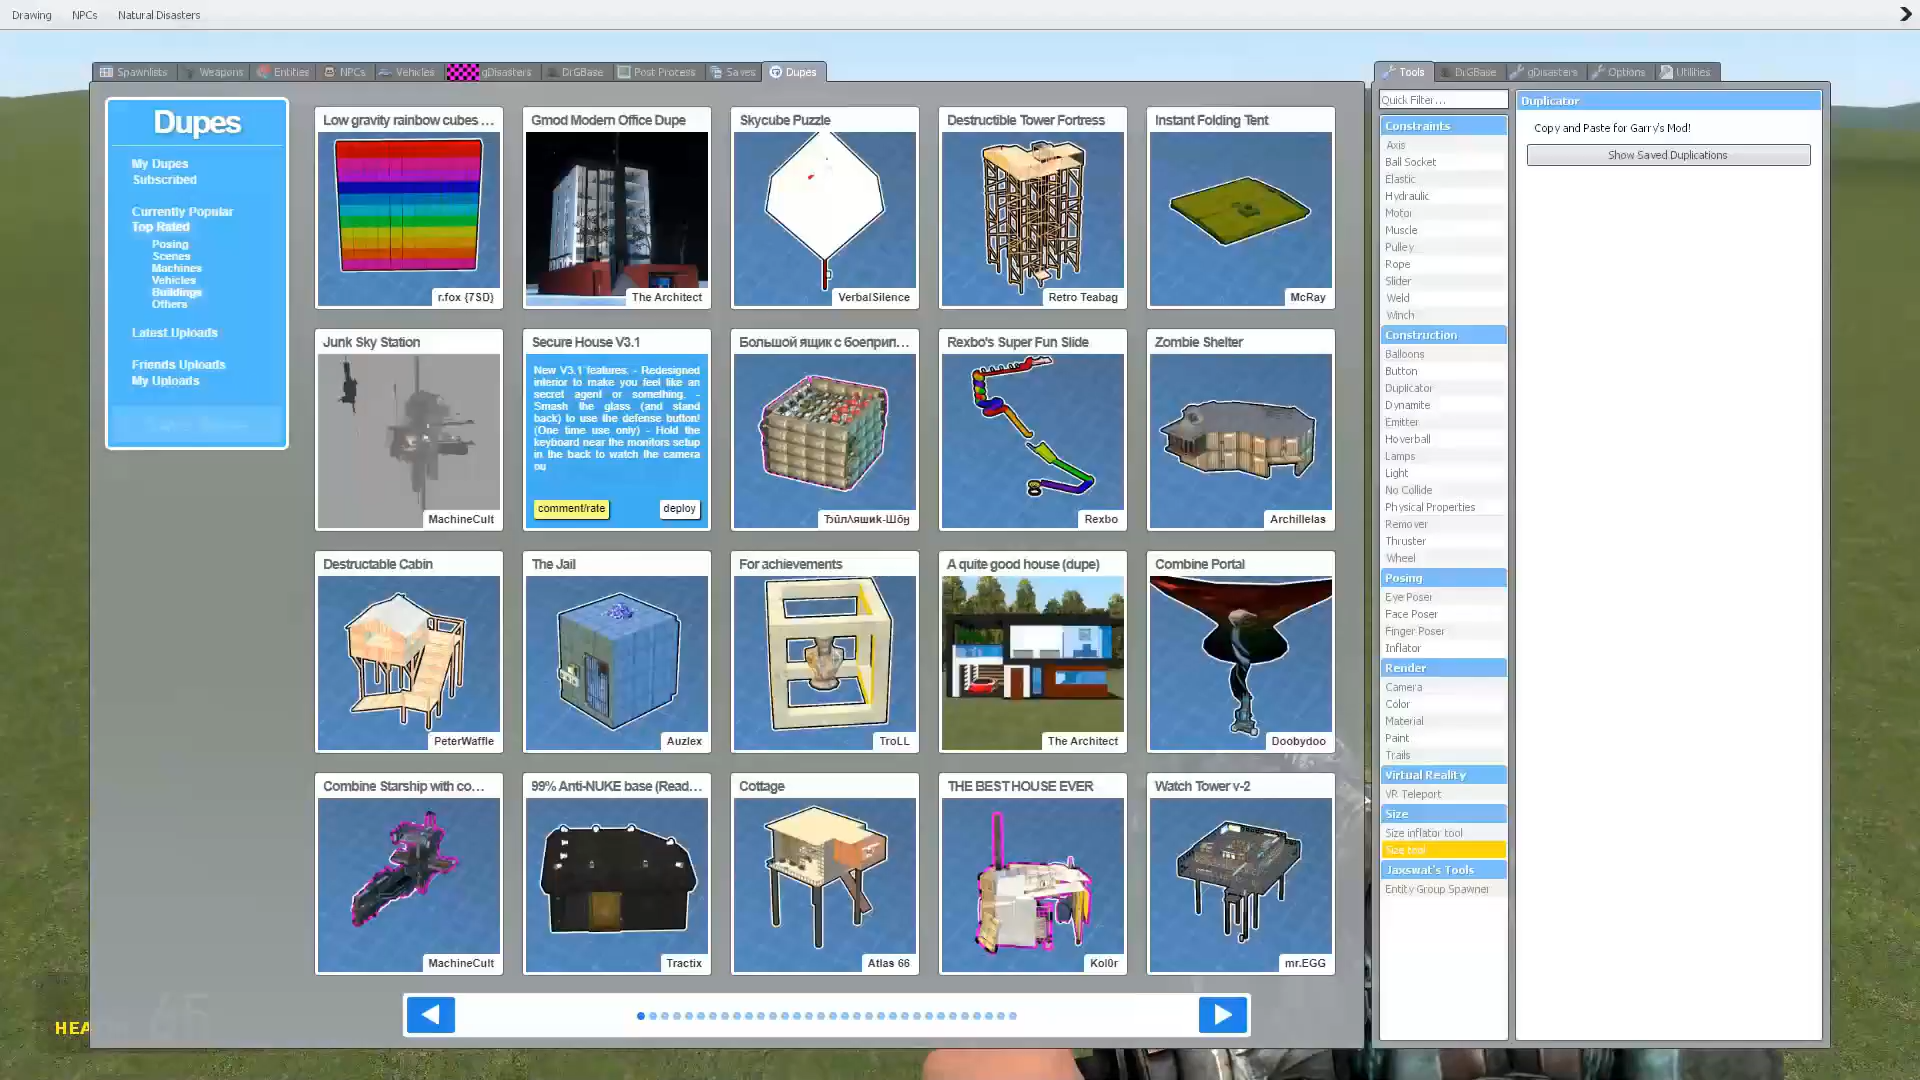 Drawing NPCs Natural Disasters
Spawnlists Weapons Entities NPCs Vehicles gDisasters DrGBase Post Process Saves Dupes
Tools DrGBase gDisasters Options Utilities
Dupes
My Dupes
Subscribed
Currently Popular
Top Rated
Posing
Scenes
Machines
Vehicles
Buildings
Others
Latest Uploads
Friends Uploads
My Uploads
Low gravity rainbow cubes ...
r.fox {7SD}
Gmod Modern Office Dupe
The Architect
Skycube Puzzle
VerbalSilence
Destructible Tower Fortress
Retro Teabag
Instant Folding Tent
McRay
Junk Sky Station
MachineCult
Secure House V3.1
New V3.1 features: - Redesigned
interior to make you feel like an
secret agent or something. -
Smash the glass (and stand
back) to use the defense button!
(One time use only) - Hold the
keyboard near the monitors setup
in the back to watch the camera
ou
comment/rate deploy
Большой ящик с боеприп...
Rexbo's Super Fun Slide
Rexbo
Zombie Shelter
Archillelas
Destructable Cabin
PeterWaffle
The Jail
Auzlex
For achievements
TroLL
A quite good house (dupe)
The Architect
Combine Portal
Doobydoo
Combine Starship with co...
MachineCult
99% Anti-NUKE base (Read...
Tractix
Cottage
Atlas 66
THE BEST HOUSE EVER
Kol0r
Watch Tower v-2
mr.EGG
HEA
Quick Filter...
Constraints
Axis
Ball Socket
Elastic
Hydraulic
Motor
Muscle
Pulley
Rope
Slider
Weld
Winch
Construction
Balloons
Button
Duplicator
Dynamite
Emitter
Hoverball
Lamps
Light
No Collide
Physical Properties
Remover
Thruster
Wheel
Posing
Eye Poser
Face Poser
Finger Poser
Inflator
Render
Camera
Color
Material
Paint
Trails
Virtual Reality
VR Teleport
Size
Size inflator tool
Size tool
Jaxswat's Tools
Entity Group Spawner
Duplicator
Copy and Paste for Garry's Mod!
Show Saved Duplications